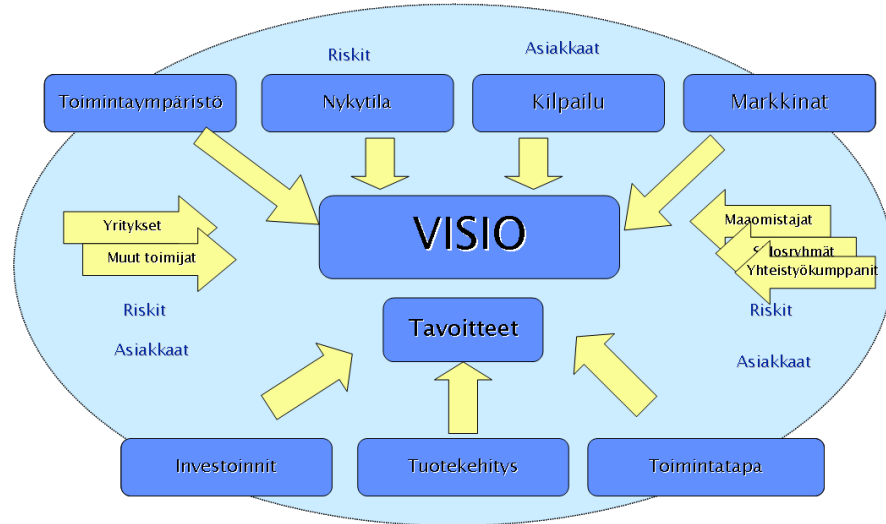 Riskit
Asiakkaat
Toimintaympäristö
Nykytila
Kilpailu
Markkinat
VISIO
Yritykset
Muut toimijat
Maaomistajat
Yhteistyökumppanit
Riskit
Asiakkaat
Riskit
Asiakkaat
Tavoitteet
Investoinnit
Tuotekehitys
Toimintatapa